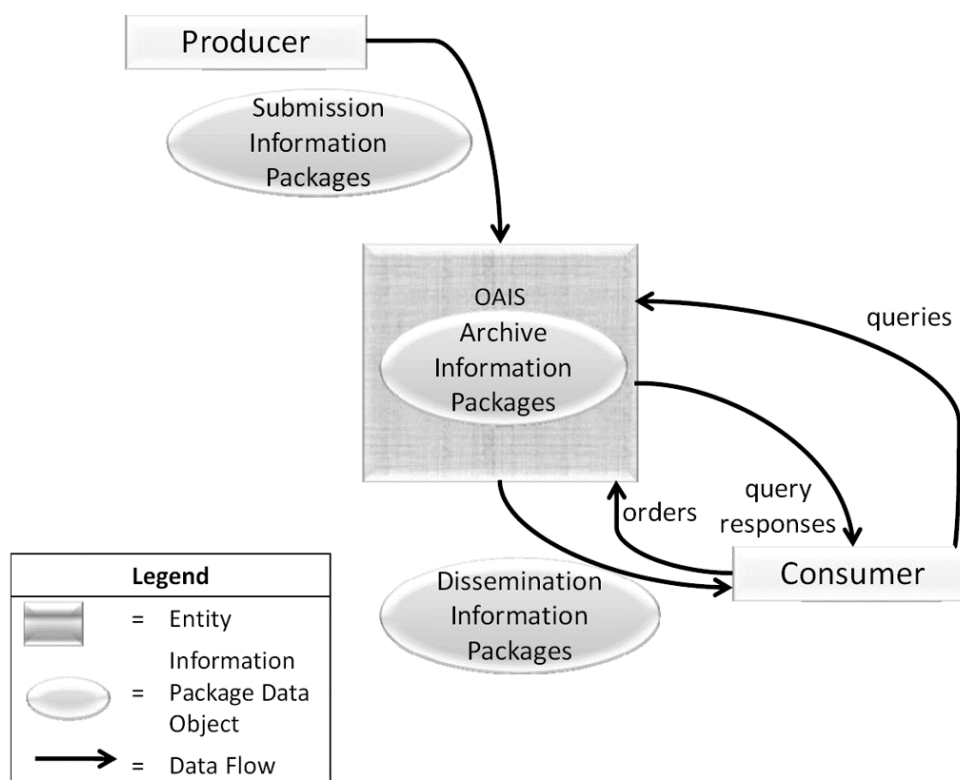 Producer
Submission
Information
Packages
OAIS
Archive
Information
Packages
queries
orders
query
responses
Consumer
Dissemination
Information
Packages
Legend
= Entity
Information
= Package Data
Object
= Data Flow